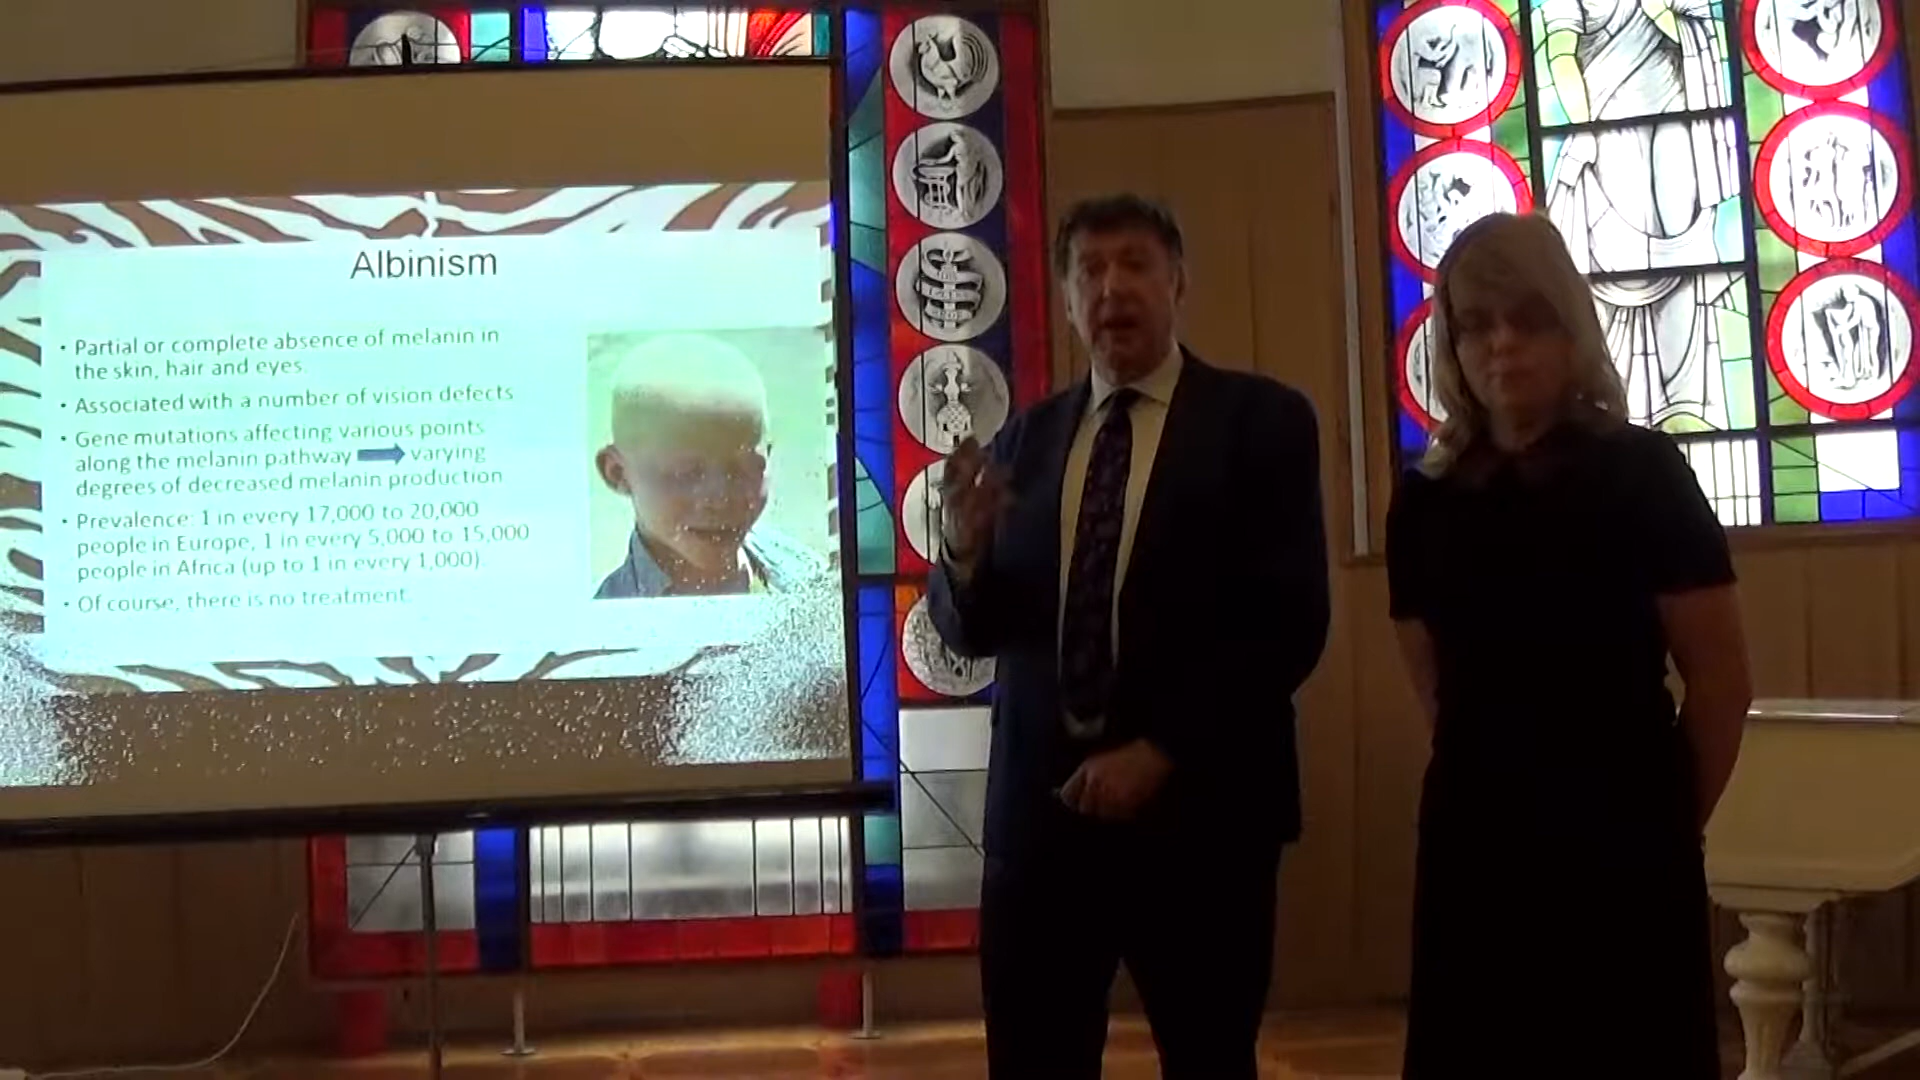 Albinism
• Partial or complete absence of melanin in
the skin, hair and eyes.
• Associated with a number of vision defects
• Gene mutations affecting various points
along the melanin pathway ➡ varying
degrees of decreased melanin production
• Prevalence: 1 in every 17,000 to 20,000
people in Europe, 1 in every 5,000 to 15,000
people in Africa (up to 1 in every 1,000).
• Of course, there is no treatment.